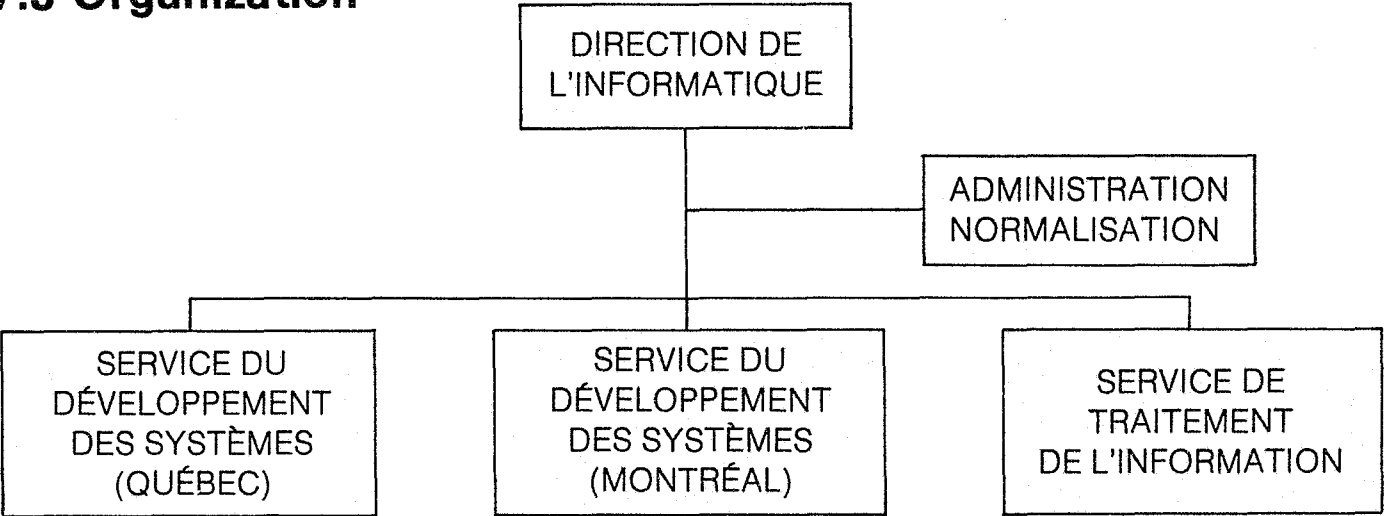 .3 Organization
DIRECTION DE
L'INFORMATIQUE
ADMINISTRATION
NORMALISATION
SERVICE DU
DÉVELOPPEMENT
DES SYSTÈMES
(QUÉBEC)
SERVICE DU
DÉVELOPPEMENT
DES SYSTÈMES
(MONTRÉAL)
SERVICE DE
TRAITEMENT
DE L'INFORMATION